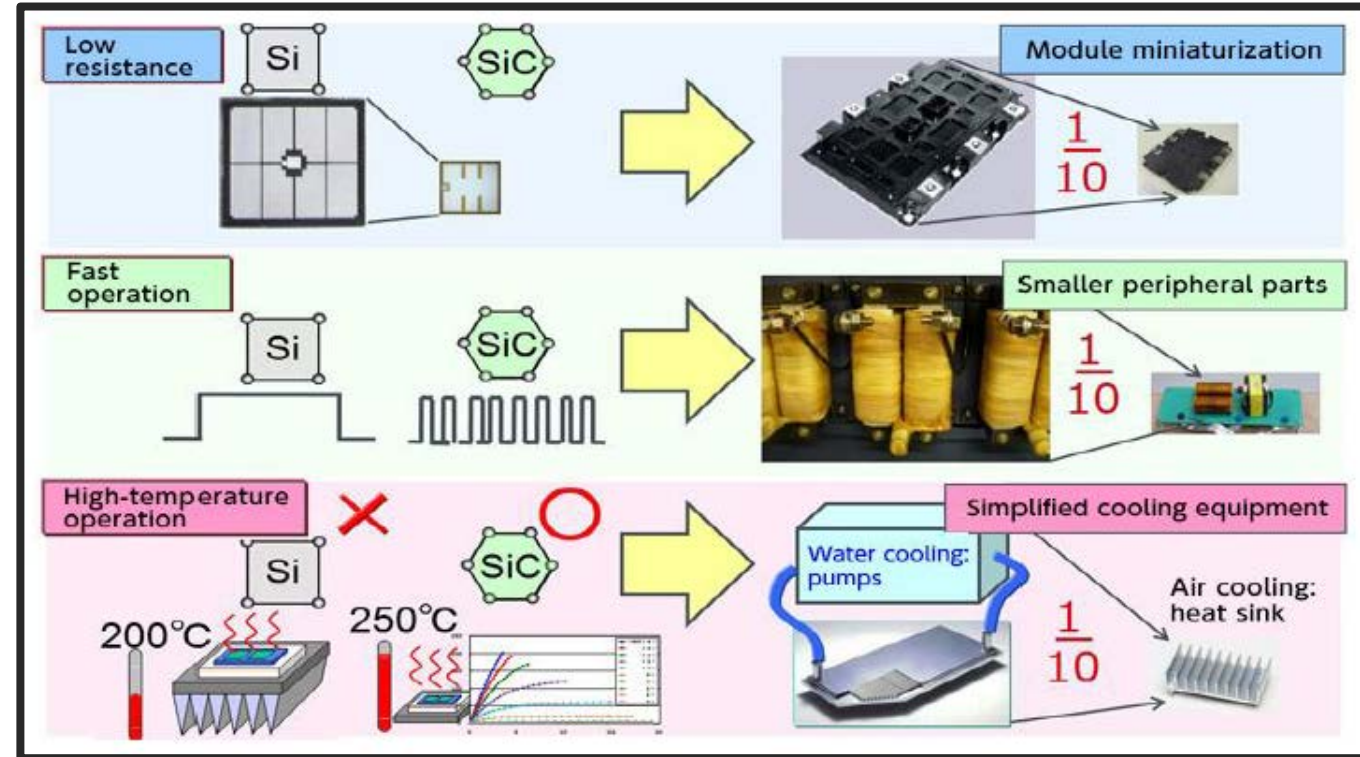 Low
resistance
Si
SiC
Module miniaturization
1
10
Fast
operation
Si
SiC
Smaller peripheral parts
1
10
High-temperature
operation
Si
SiC
200°C
250°C
Simplified cooling equipment
Water cooling:
pumps
1
10
Air cooling:
heat sink